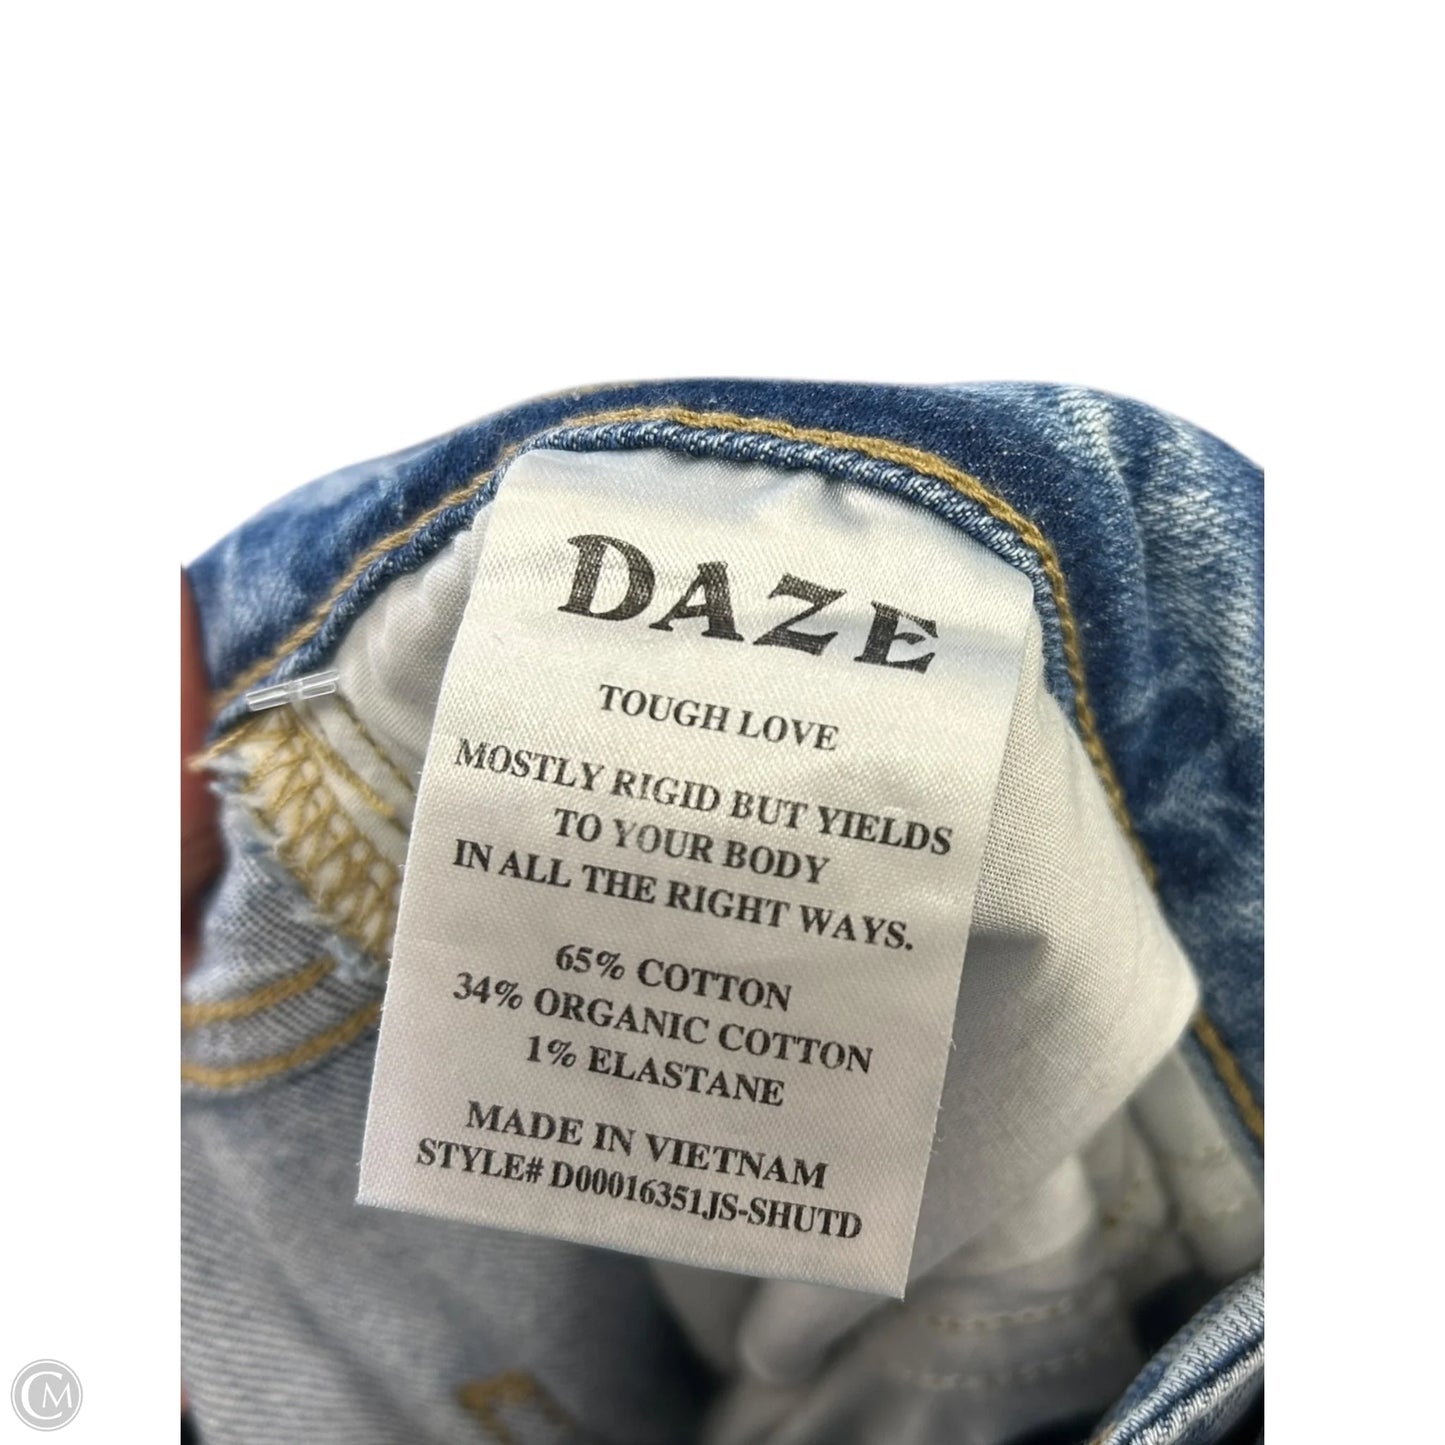 DAZE
TOUGH LOVE
MOSTLY RIGID BUT YIELDS
TO YOUR BODY
IN ALL THE RIGHT WAYS.
65% COTTON
34% ORGANIC COTTON
1% ELASTANE
MADE IN VIETNAM
STYLE# D00016351JS-SHUTD
CM